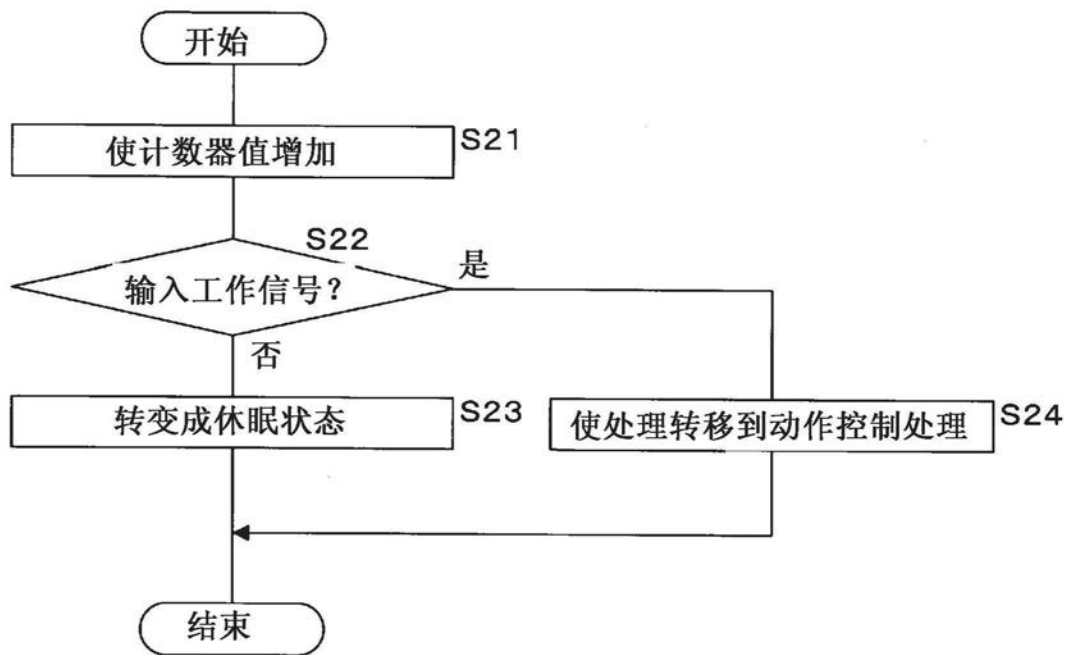 开始
使计数器值增加
S21
S22
输入工作信号?
是
否
转变成休眠状态
S23
使处理转移到动作控制处理
S24
结束